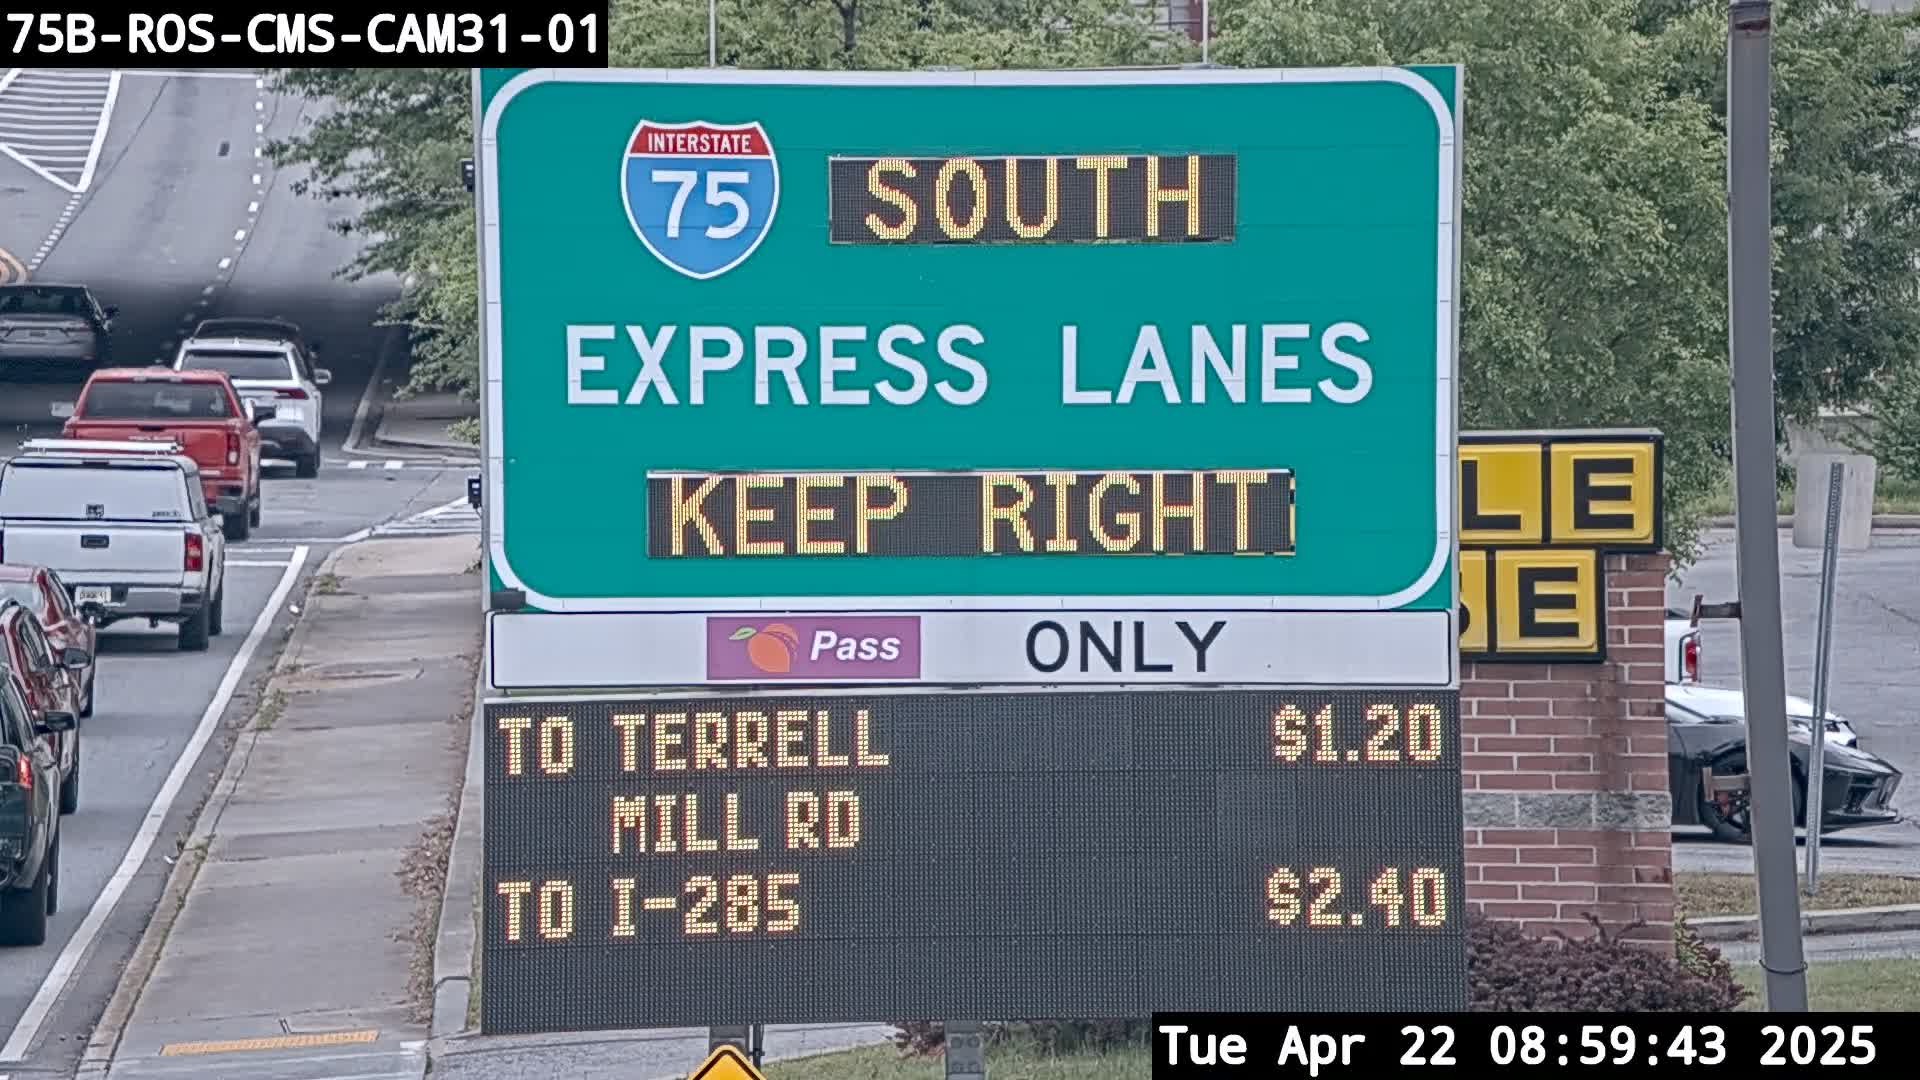 75B-ROS-CMS-CAM31-01
INTERSTATE
75
SOUTH
EXPRESS LANES
KEEP RIGHT
Pass ONLY
TO TERRELL $1.20
MILL RD
TO I-285 $2.40
LE
E
Tue Apr 22 08:59:43 2025